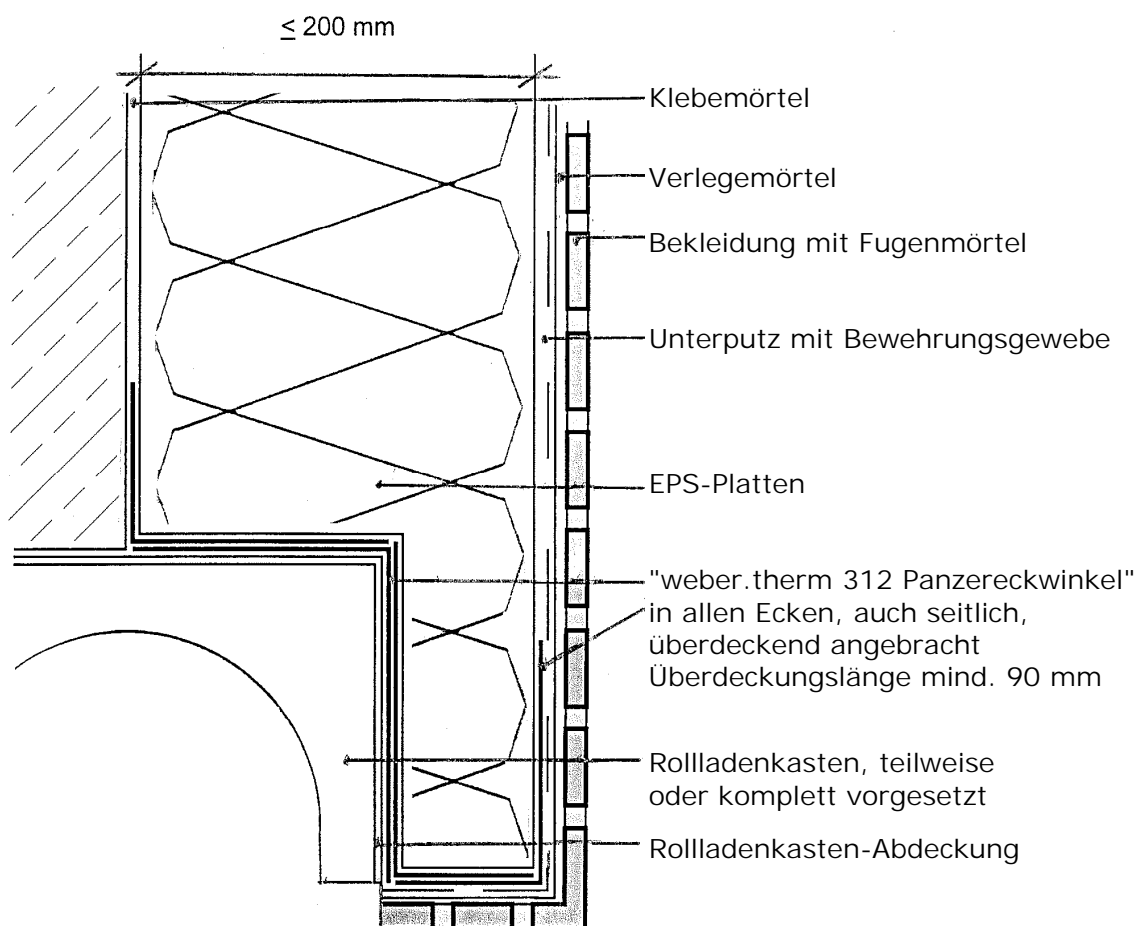 ≤ 200 mm
Klebemörtel
Verlegemörtel
Bekleidung mit Fugenmörtel
Unterputz mit Bewehrungsgewebe
EPS-Platten
"weber.therm 312 Panzereckwinkel"
in allen Ecken, auch seitlich,
überdeckend angebracht
Überdeckungslänge mind. 90 mm
Rollladenkasten, teilweise
oder komplett vorgesetzt
Rollladenkasten-Abdeckung